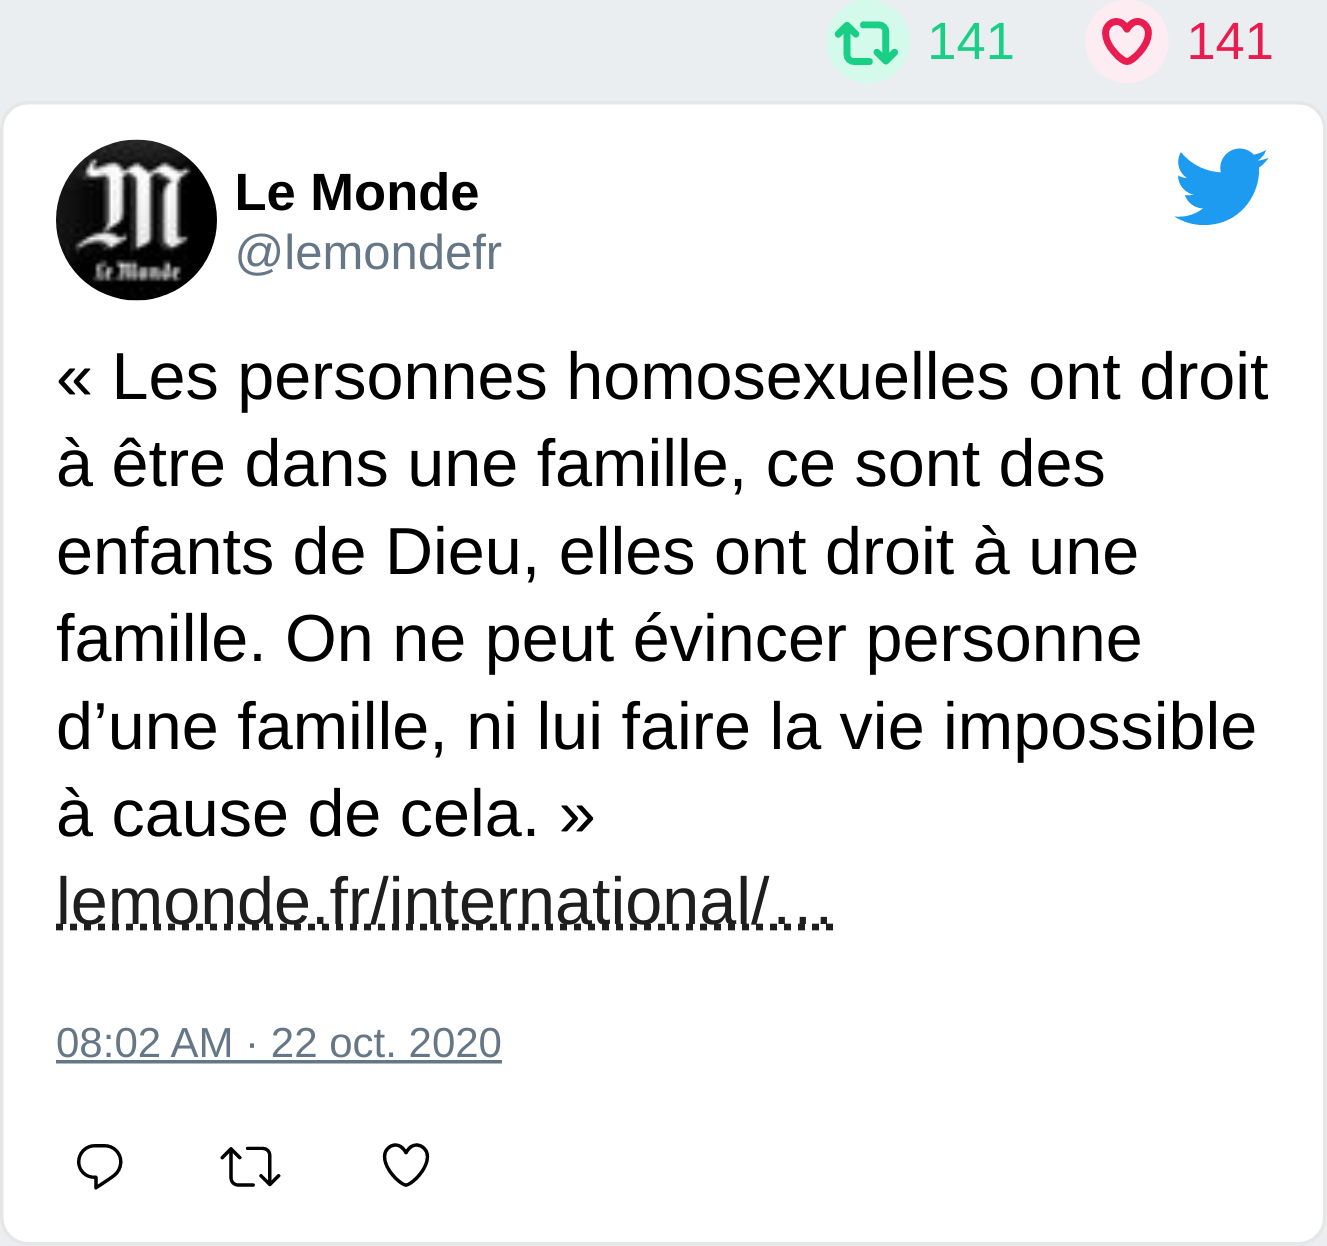 141 141
Le Monde
Le Monde
@lemondefr
« Les personnes homosexuelles ont droit
à être dans une famille, ce sont des
enfants de Dieu, elles ont droit à une
famille. On ne peut évincer personne
d’une famille, ni lui faire la vie impossible
à cause de cela. »
lemonde.fr/international/...
08:02 AM · 22 oct. 2020